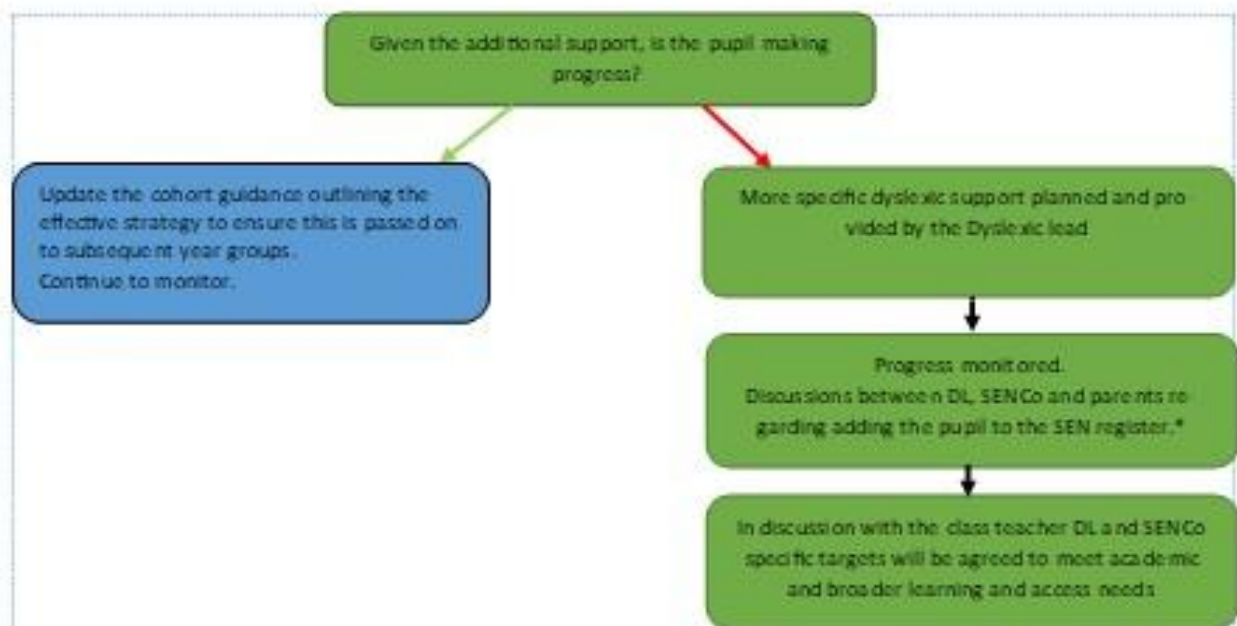 Given the additional support, is the pupil making
progress?
Update the cohort guidance outlining the
effective strategy to ensure this is passed on
to subsequent year groups.
Continue to monitor.
More specific dyslexic support planned and pro-
vided by the Dyslexic lead
Progress monitored.
Discussions between DL, SENCo and parents re-
garding adding the pupil to the SEN register.*
In discussion with the class teacher DL and SENCo
specific targets will be agreed to meet academic
and broader learning and access needs